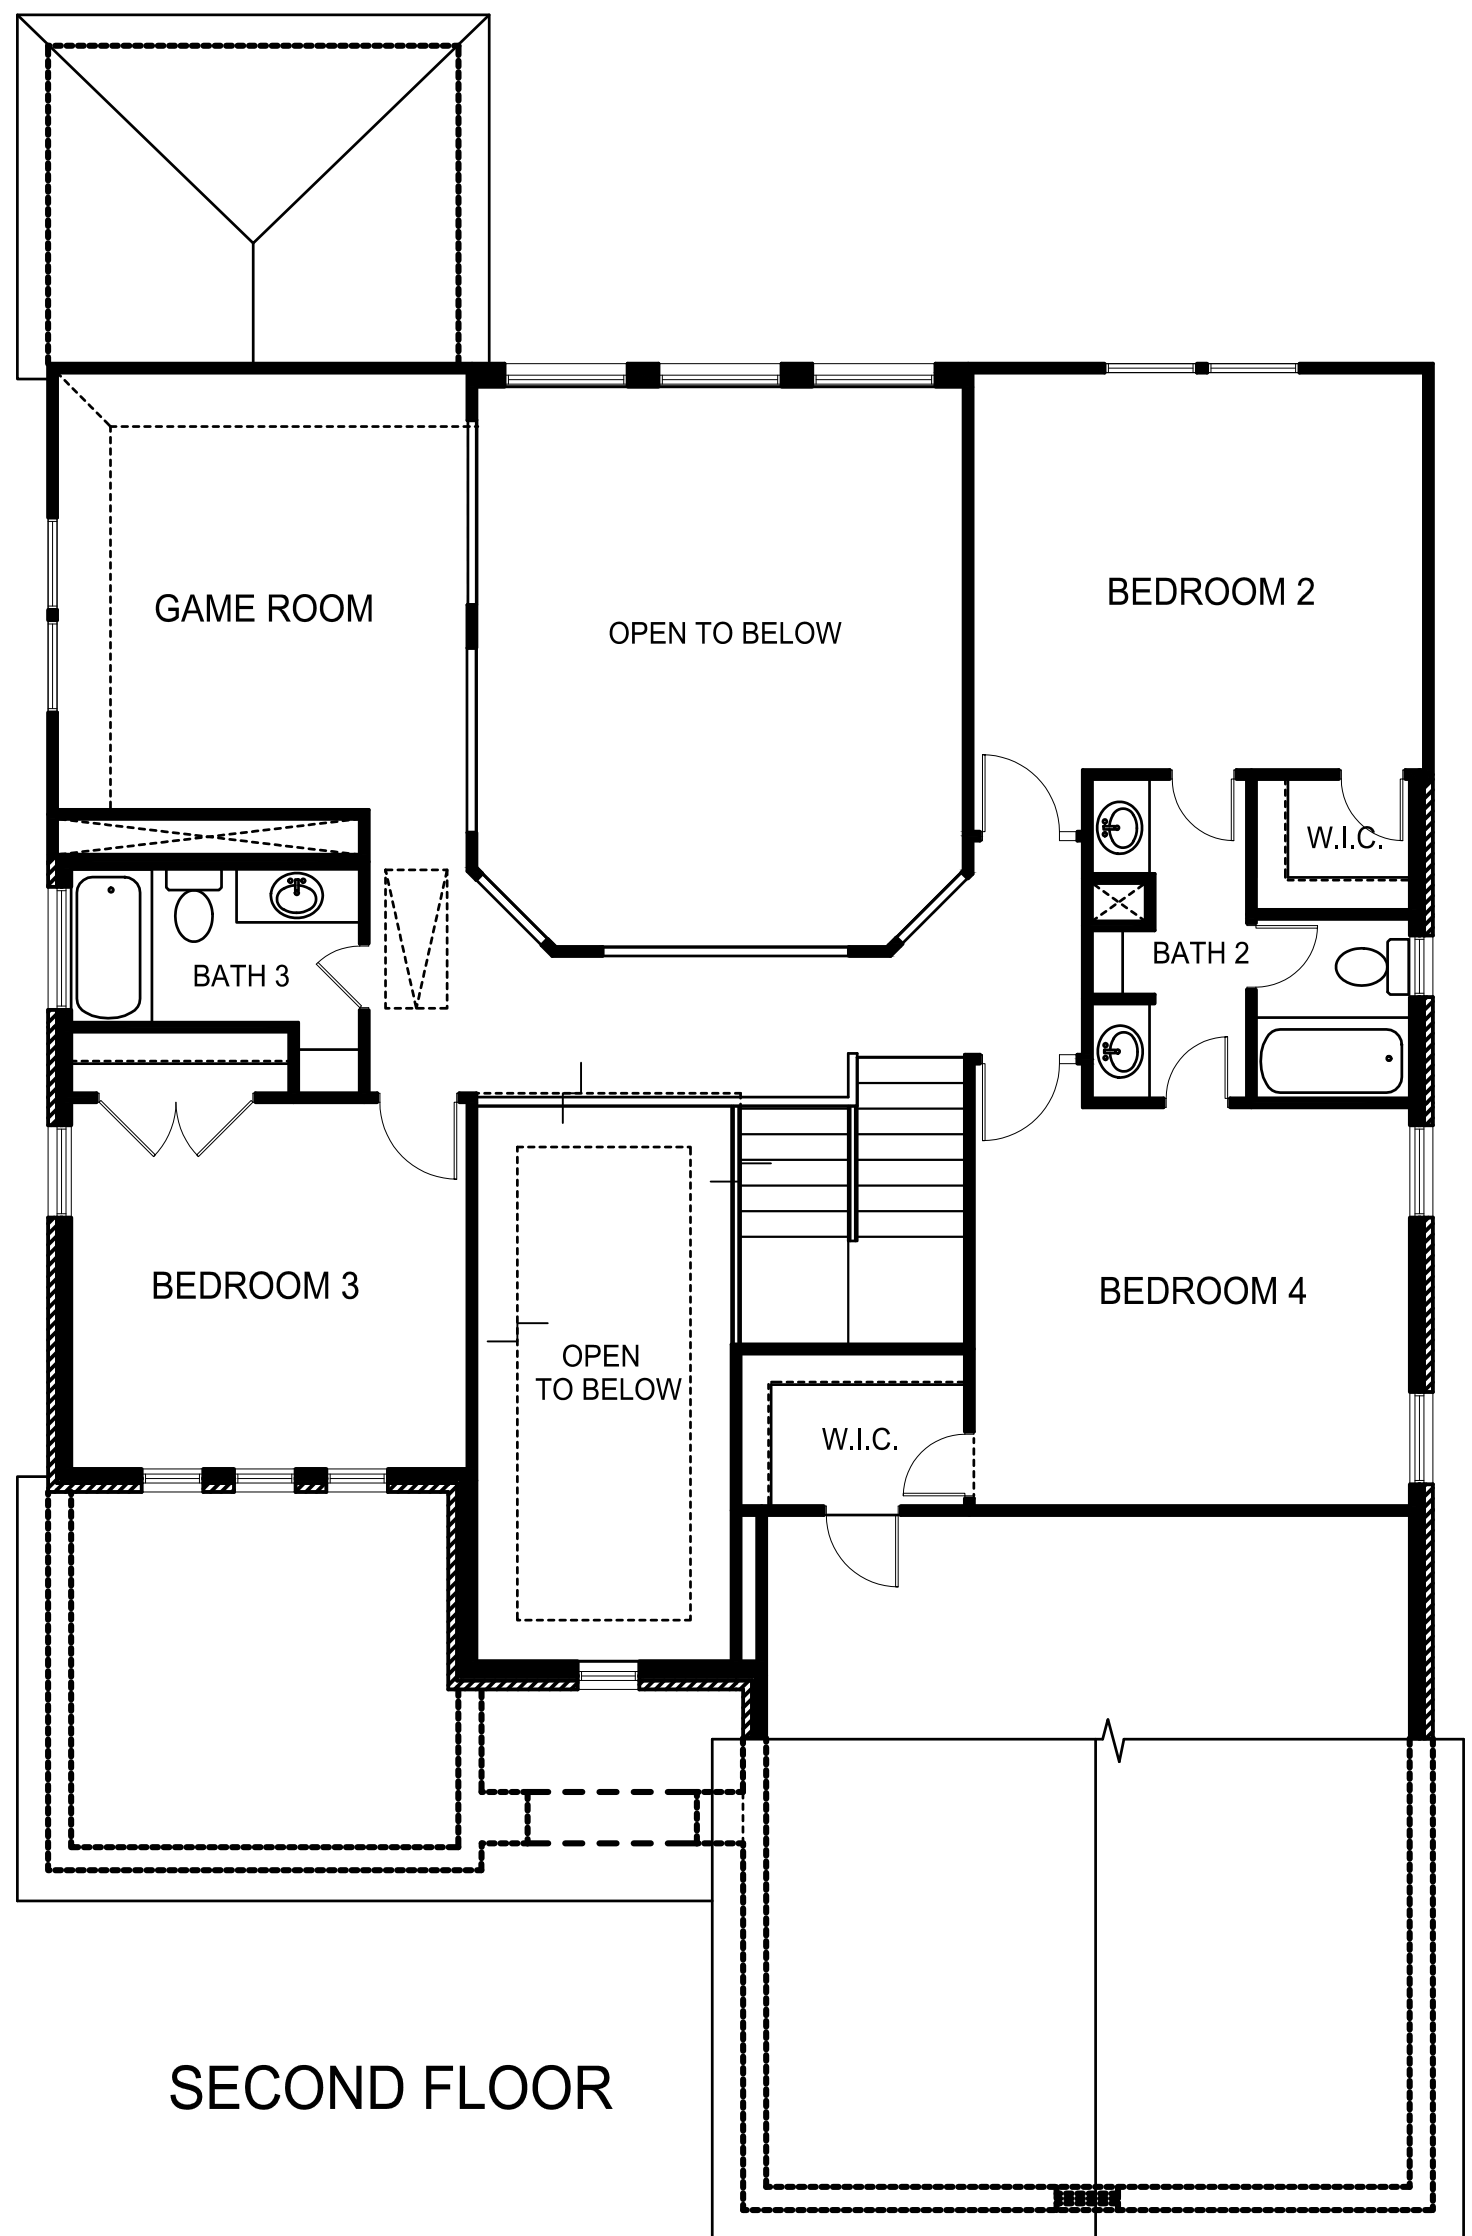 GAME ROOM
OPEN TO BELOW
BEDROOM 2
W.I.C.
BATH 3
BATH 2
BEDROOM 3
BEDROOM 4
OPEN
TO BELOW
W.I.C.
SECOND FLOOR